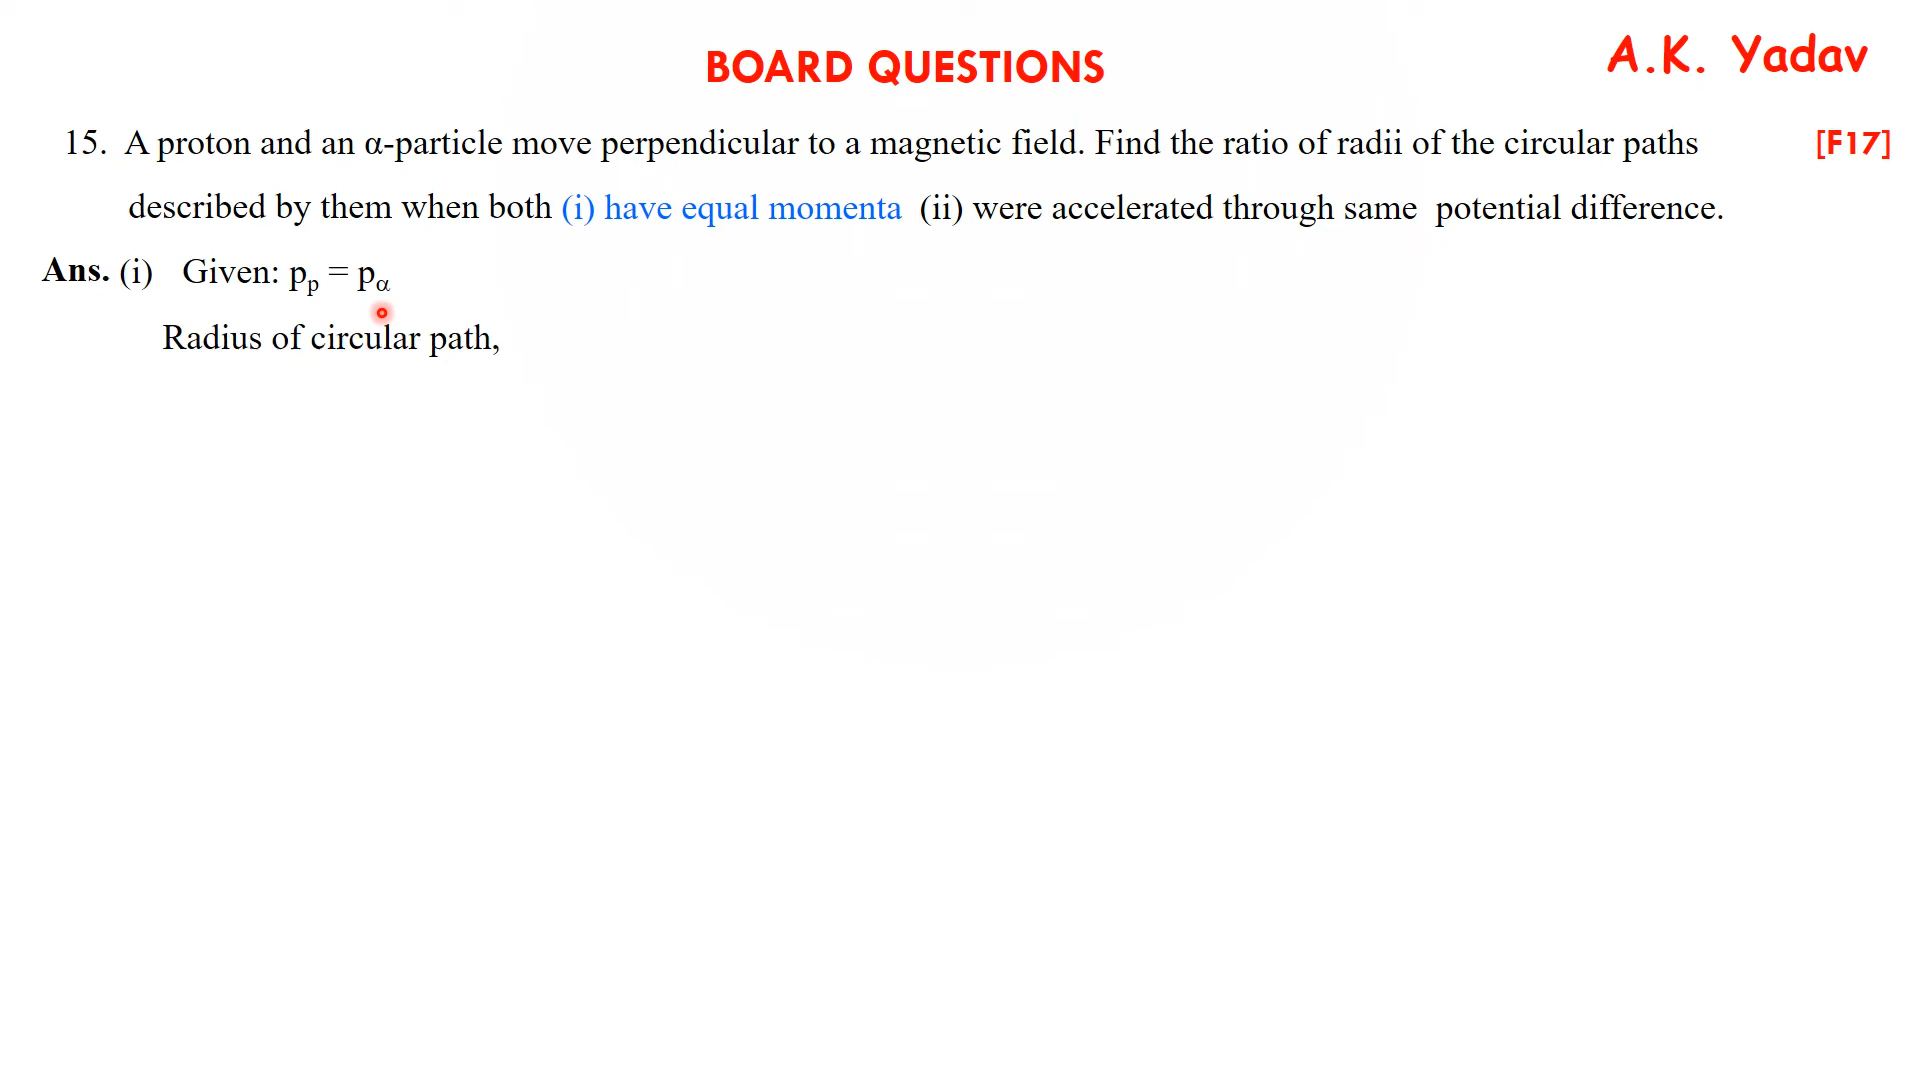 BOARD QUESTIONS
A.K. Yadav
15. A proton and an α-particle move perpendicular to a magnetic field. Find the ratio of radii of the circular paths [F17]
described by them when both (i) have equal momenta (ii) were accelerated through same potential difference.
Ans. (i) Given: pₚ = p_α
Radius of circular path,